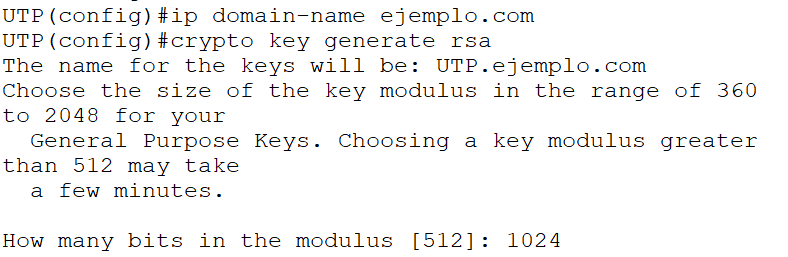 UTP(config)#ip domain-name ejemplo.com
UTP(config)#crypto key generate rsa
The name for the keys will be: UTP.ejemplo.com
Choose the size of the key modulus in the range of 360
to 2048 for your
General Purpose Keys. Choosing a key modulus greater
than 512 may take
a few minutes.
How many bits in the modulus [512]: 1024